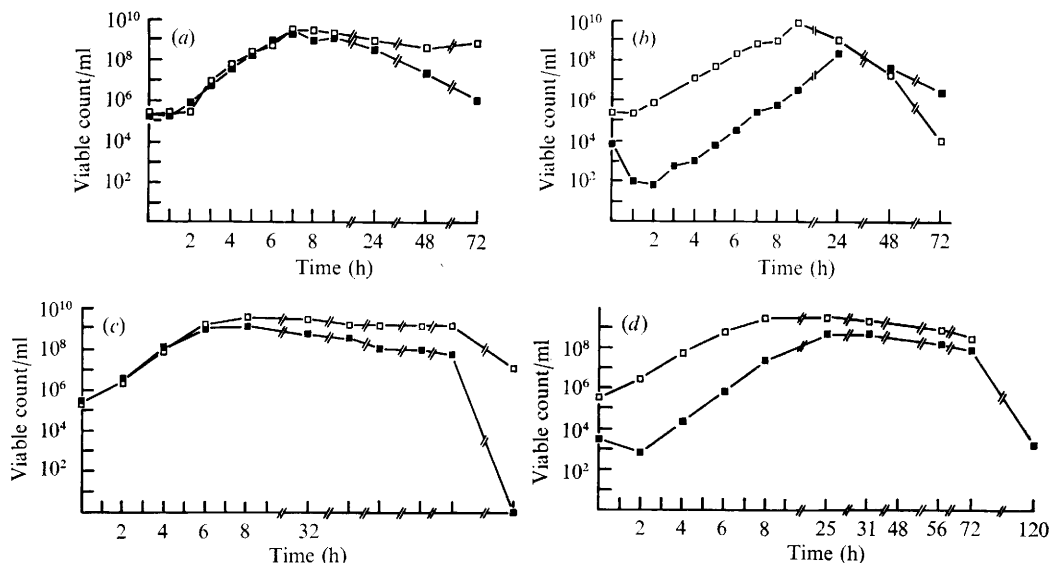 Viable count/ml
10¹⁰
10⁸
10⁶
10⁴
10²
(a)
2 4 6 8 24 48 72
Time (h)
Viable count/ml
10¹⁰
10⁸
10⁶
10⁴
10²
(b)
2 4 6 8 24 48 72
Time (h)
Viable count/ml
10¹⁰
10⁸
10⁶
10⁴
10²
(c)
2 4 6 8 32
Time (h)
Viable count/ml
10⁸
10⁶
10⁴
10²
(d)
2 4 6 8 25 31 48 56 72 120
Time (h)